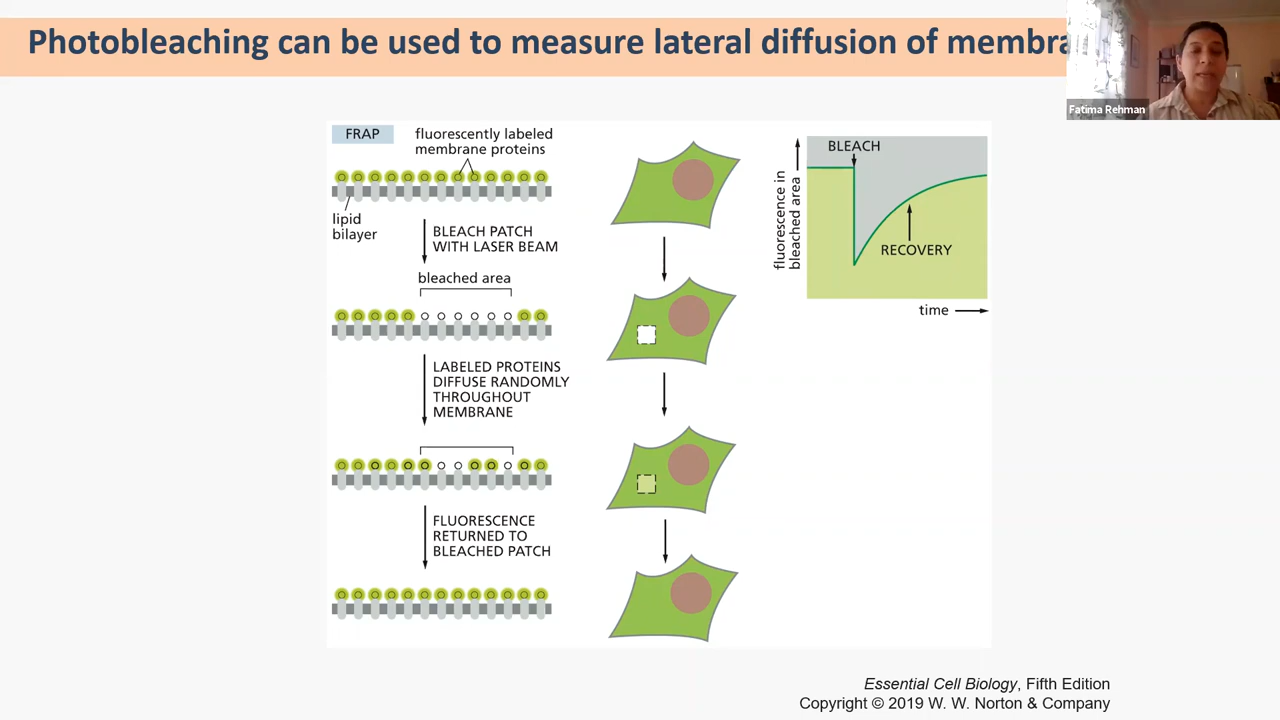 Photobleaching can be used to measure lateral diffusion of
Fatima Rehman
FRAP
fluorescently labeled
membrane proteins
lipid
bilayer
BLEACH PATCH
WITH LASER BEAM
bleached area
LABELED PROTEINS
DIFFUSE RANDOMLY
THROUGHOUT
MEMBRANE
FLUORESCENCE
RETURNED TO
BLEACHED PATCH
fluorescence in
bleached area
BLEACH
RECOVERY
time
Essential Cell Biology, Fifth Edition
Copyright © 2019 W. W. Norton & Company